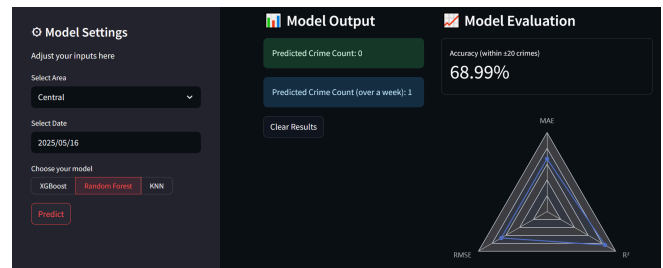 Model Settings
Adjust your inputs here
Select Area
Central
Select Date
2025/05/16
Choose your model
XGBoost Random Forest KNN
Predict
Model Output
Predicted Crime Count: 0
Predicted Crime Count (over a week): 1
Clear Results
Model Evaluation
Accuracy (within ±20 crimes)
68.99%
MAE
RMSE
R²